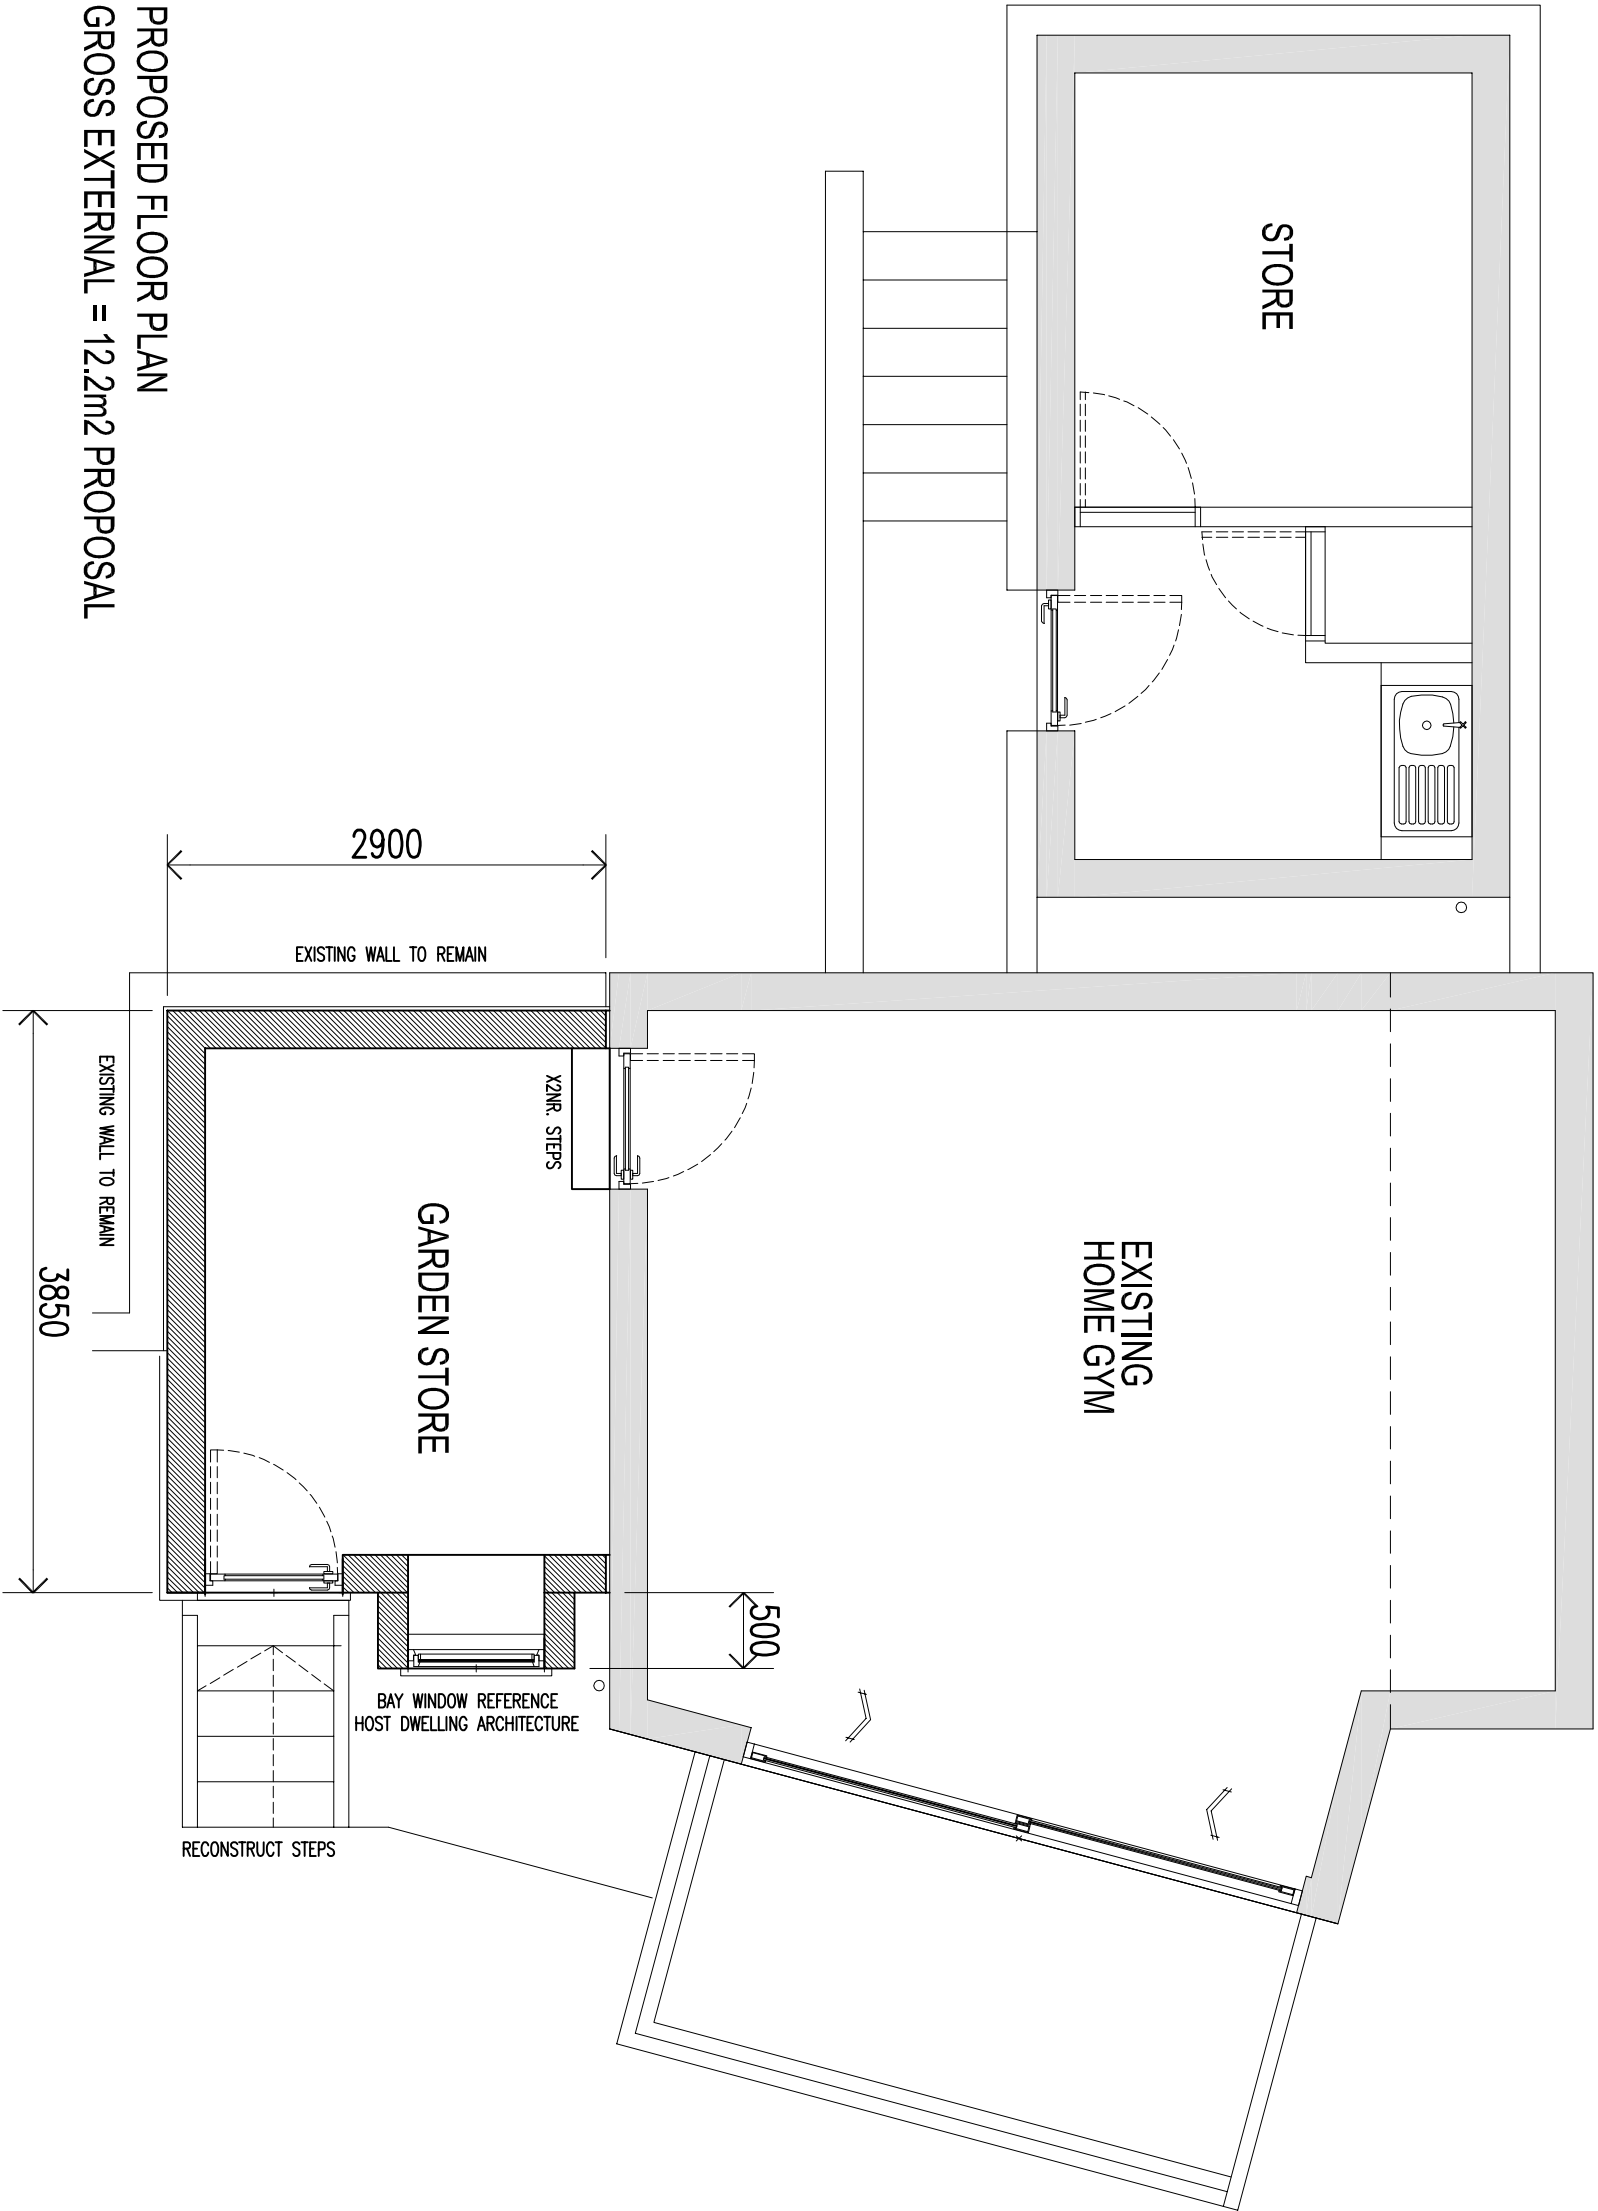 STORE
EXISTING
HOME GYM
GARDEN STORE
X2NR. STEPS
2900
EXISTING WALL TO REMAIN
EXISTING WALL TO REMAIN
3850
500
BAY WINDOW REFERENCE
HOST DWELLING ARCHITECTURE
RECONSTRUCT STEPS
PROPOSED FLOOR PLAN
GROSS EXTERNAL = 12.2m2 PROPOSAL